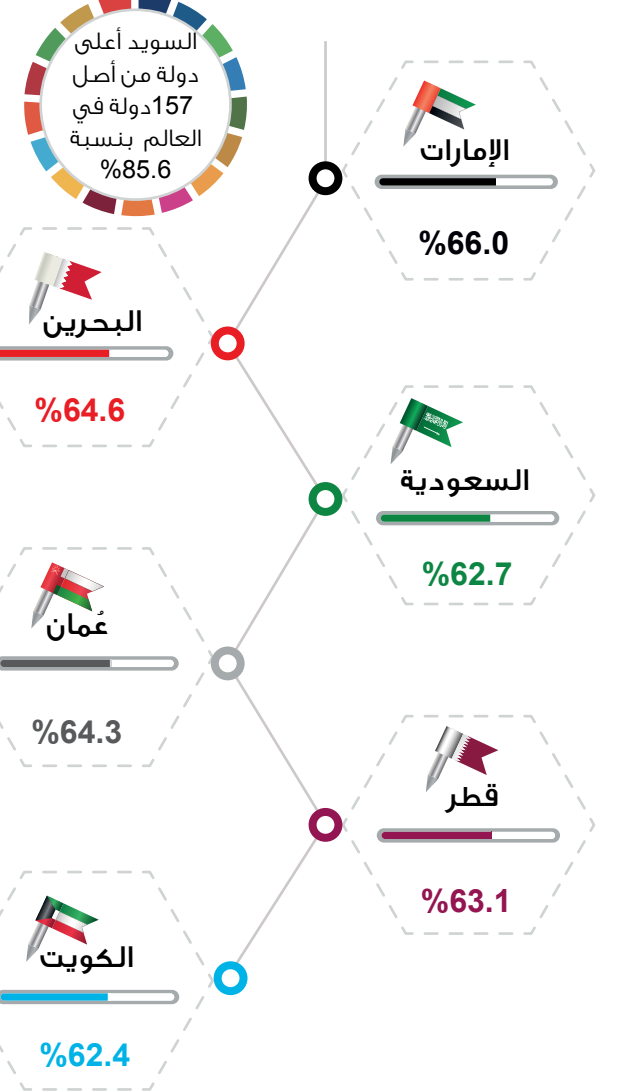 السويد أعلى
دولة من أصل
157دولة في
العالم بنسبة
%85.6
الإمارات
%66.0
البحرين
%64.6
السعودية
%62.7
عُمان
%64.3
قطر
%63.1
الكويت
%62.4